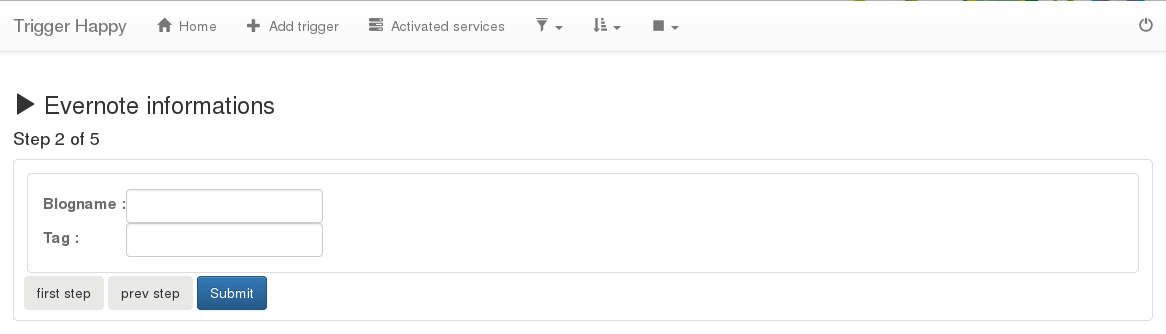 Trigger Happy Home Add trigger Activated services
Evernote informations
Step 2 of 5
Blogname :
Tag :
first step prev step Submit